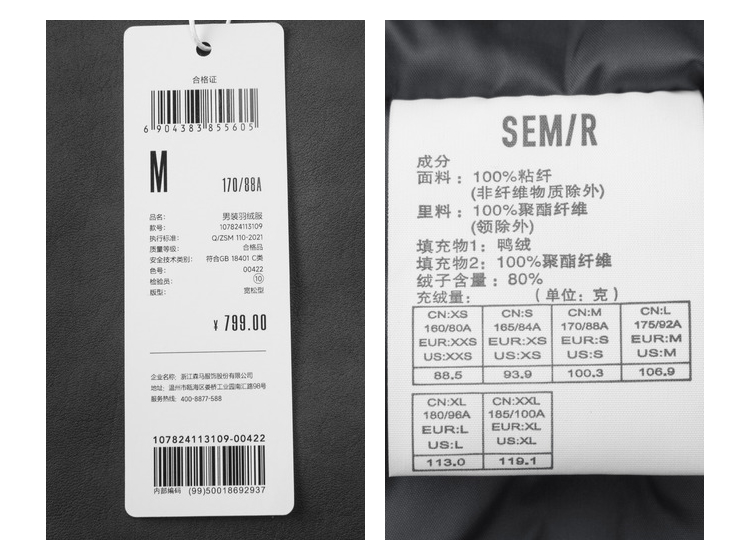 合格证
6 904383 855605
M
170/88A
品名: 男装羽绒服
款号: 107824113109
执行标准: Q/ZSM 110-2021
质量等级: 合格品
安全技术类别: 符合GB 18401 C类
色号: 00422
检验员: 10
版型: 宽松型
¥ 799.00
企业名称: 浙江森马服饰股份有限公司
地址: 温州市瓯海区娄桥工业园南汇路98号
服务热线: 400-8877-588
107824113109-00422
内部编码 (99)50018692937
SEM/R
成分
面料：100%粘纤
(非纤维物质除外)
里料：100%聚酯纤维
(领除外)
填充物1：鸭绒
填充物2：100%聚酯纤维
绒子含量：80%
充绒量： (单位：克)
CN:XS CN:S CN:M CN:L
160/80A 165/84A 170/88A 175/92A
EUR:XXS EUR:XS EUR:S EUR:M
US:XXS US:XS US:S US:M
88.5 93.9 100.3 106.9
CN:XL CN:XXL
180/96A 185/100A
EUR:L EUR:XL
US:L US:XL
113.0 119.1